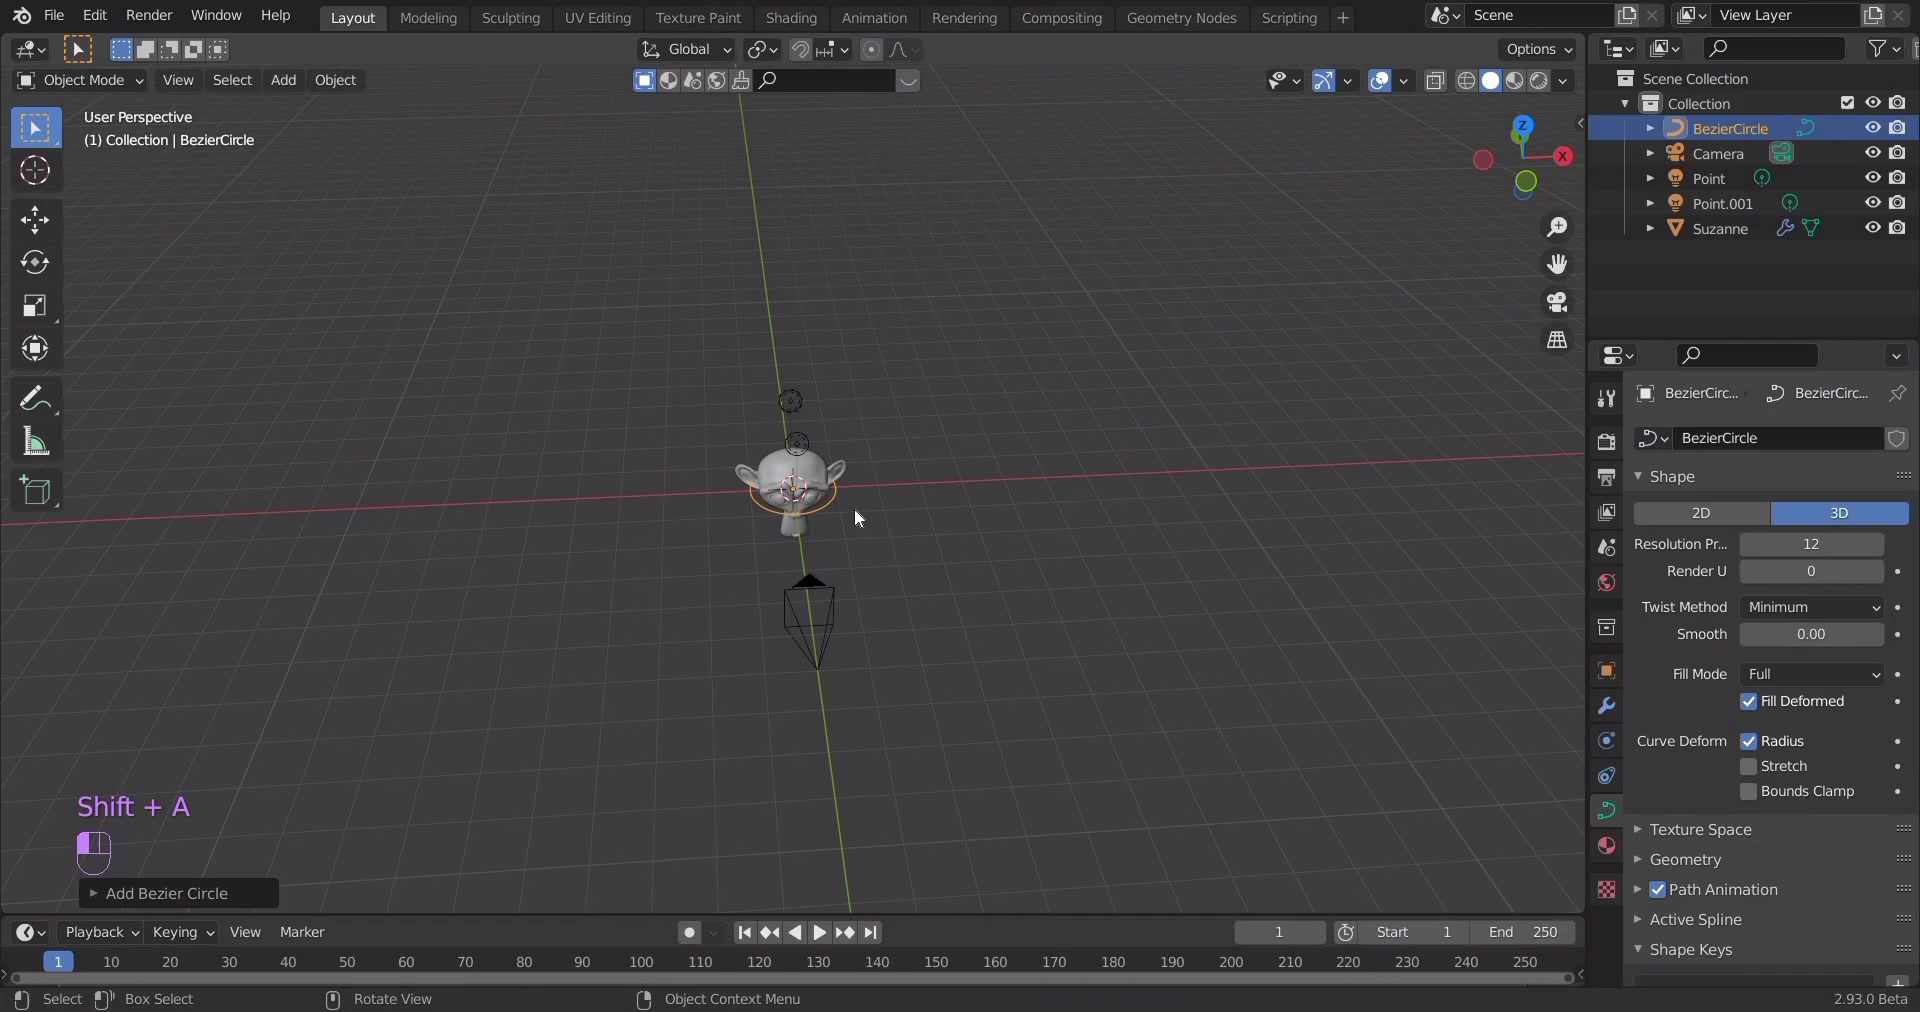 File Edit Render Window Help Layout Modeling Sculpting UV Editing Texture Paint Shading Animation Rendering Compositing Geometry Nodes Scripting + Scene View Layer
Global Options
Object Mode View Select Add Object
User Perspective
(1) Collection | BezierCircle
Z
X
Scene Collection
Collection
BezierCircle
Camera
Point
Point.001
Suzanne
BezierCirc... BezierCirc...
BezierCircle
Shape
2D 3D
Resolution Pr... 12
Render U 0
Twist Method Minimum
Smooth 0.00
Fill Mode Full
Fill Deformed
Curve Deform Radius
Stretch
Bounds Clamp
Texture Space
Geometry
Path Animation
Active Spline
Shape Keys
Shift + A
Add Bezier Circle
Playback Keying View Marker 1 Start 1 End 250
1 10 20 30 40 50 60 70 80 90 100 110 120 130 140 150 160 170 180 190 200 210 220 230 240 250
Select Box Select Rotate View Object Context Menu 2.93.0 Beta